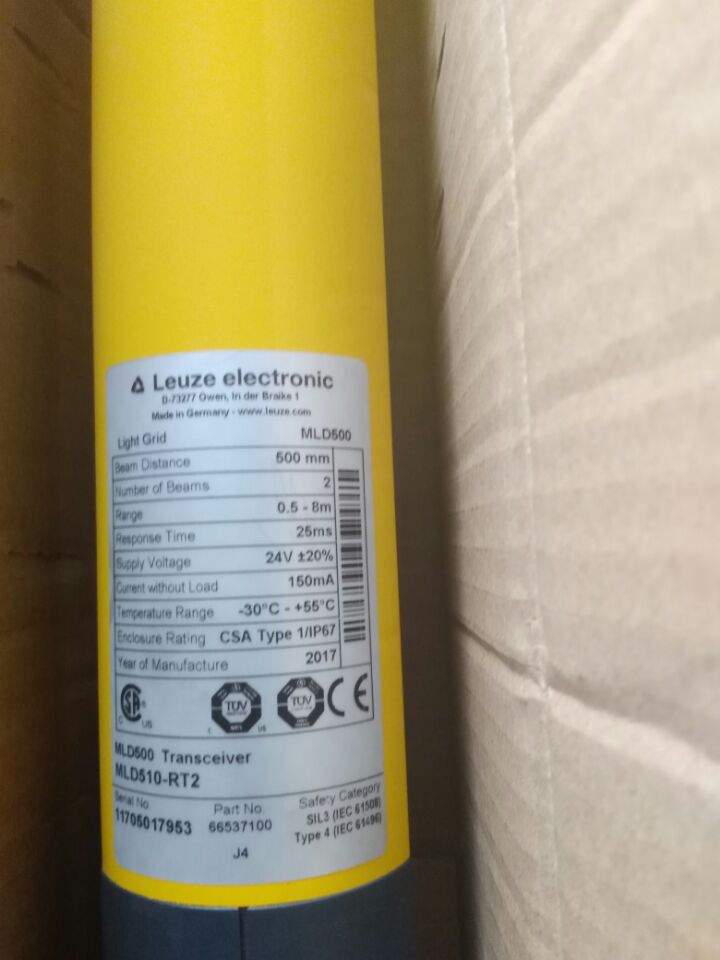 Leuze electronic
D-73277 Owen, In der Braike 1
Made in Germany - www.leuze.com
Light Grid MLD500
Beam Distance 500 mm
Number of Beams 2
Range 0.5 - 8m
Response Time 25ms
Supply Voltage 24V ±20%
Current without Load 150mA
Temperature Range -30°C - +55°C
Enclosure Rating CSA Type 1/IP67
Year of Manufacture 2017
C US TÜV TÜV CE
MLD500 Transceiver
MLD510-RT2
Serial No. Part No. Safety Category
11705017953 66537100 SIL3 (IEC 61508)
Type 4 (IEC 61496)
J4